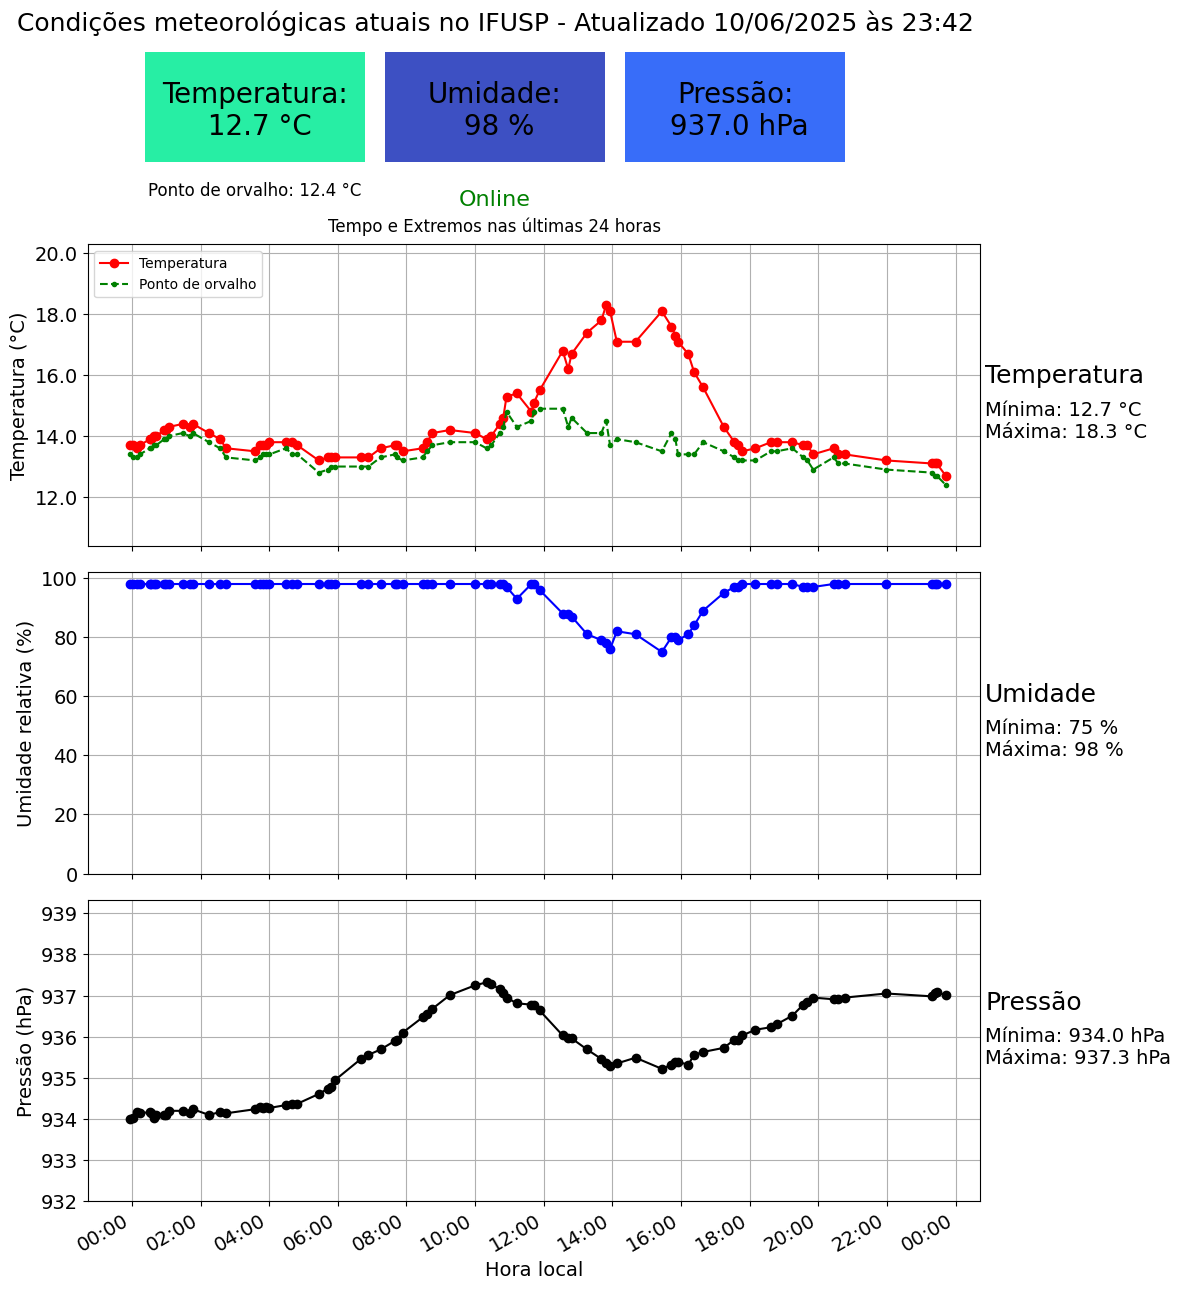 Condições meteorológicas atuais no IFUSP - Atualizado 10/06/2025 às 23:42
Temperatura:
12.7 °C
Umidade:
98 %
Pressão:
937.0 hPa
Ponto de orvalho: 12.4 °C
Online
Tempo e Extremos nas últimas 24 horas
Temperatura (°C)
20.0
18.0
16.0
14.0
12.0
Temperatura
Ponto de orvalho
Temperatura
Mínima: 12.7 °C
Máxima: 18.3 °C
Umidade relativa (%)
100
80
60
40
20
0
Umidade
Mínima: 75 %
Máxima: 98 %
Pressão (hPa)
939
938
937
936
935
934
933
932
Pressão
Mínima: 934.0 hPa
Máxima: 937.3 hPa
00:00 02:00 04:00 06:00 08:00 10:00 12:00 14:00 16:00 18:00 20:00 22:00 00:00
Hora local